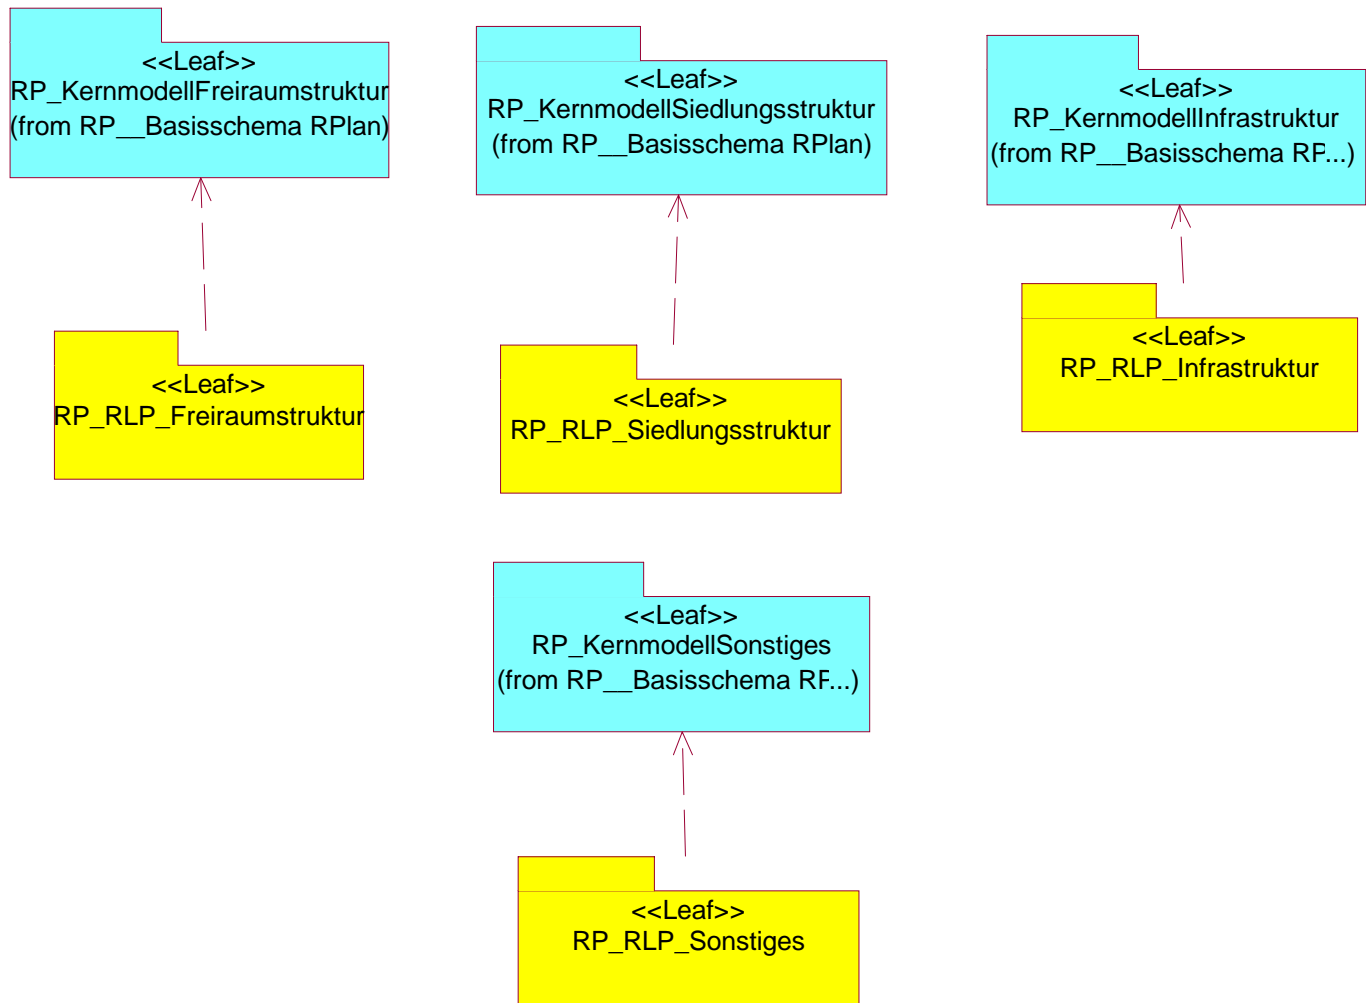 <<Leaf>>
RP_KernmodellFreiraumstruktur
(from RP__Basisschema RPlan)
<<Leaf>>
RP_KernmodellSiedlungsstruktur
(from RP__Basisschema RPlan)
<<Leaf>>
RP_KernmodellInfrastruktur
(from RP__Basisschema RP...)
<<Leaf>>
RP_RLP_Freiraumstruktur
<<Leaf>>
RP_RLP_Siedlungsstruktur
<<Leaf>>
RP_RLP_Infrastruktur
<<Leaf>>
RP_KernmodellSonstiges
(from RP__Basisschema RP...)
<<Leaf>>
RP_RLP_Sonstiges